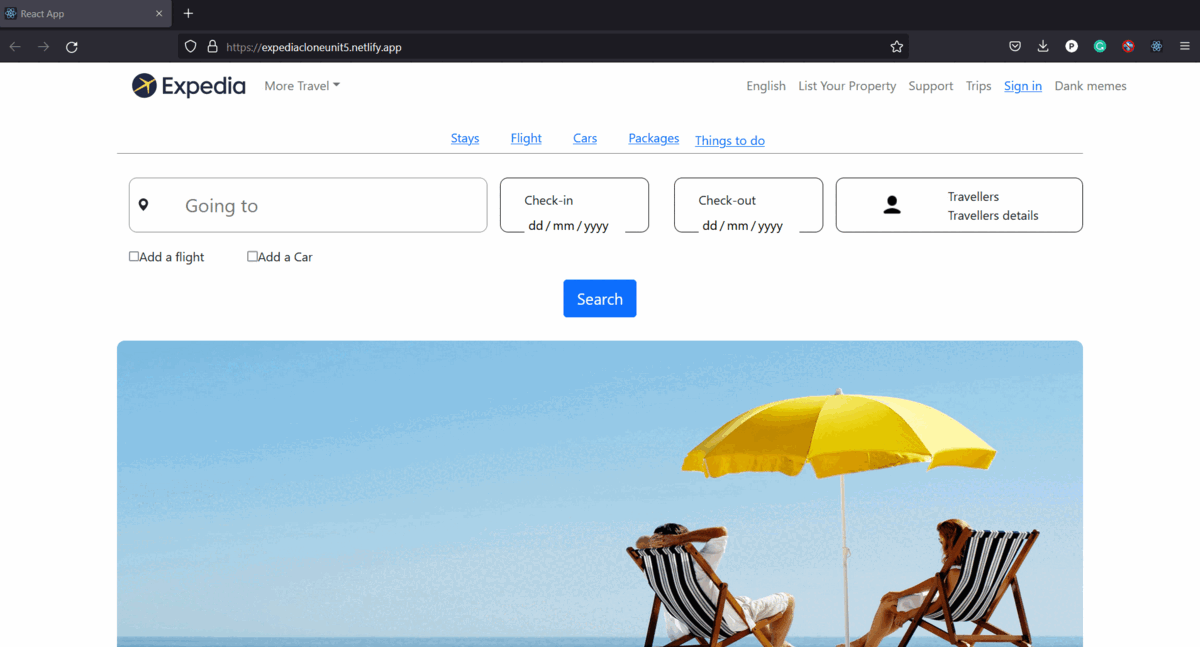 React App
https://expediacloneunit5.netlify.app
P
Expedia More Travel English List Your Property Support Trips Sign in Dank memes
Stays Flight Cars Packages Things to do
Going to
Check-in
dd/mm/yyyy
Check-out
dd/mm/yyyy
Travellers
Travellers details
Add a flight Add a Car
Search